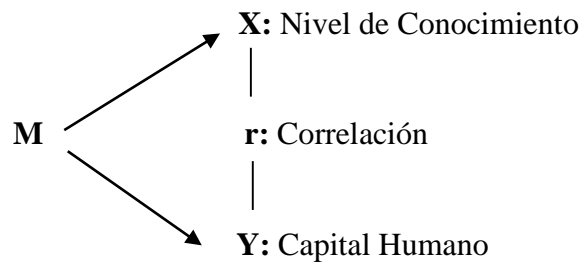 X: Nivel de Conocimiento
M r: Correlación
Y: Capital Humano